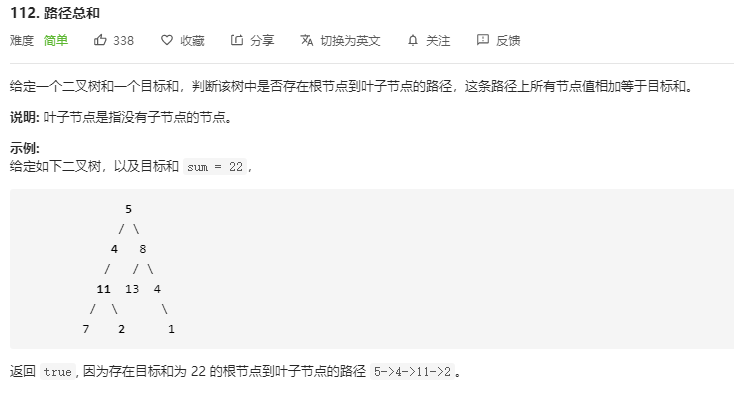 112. 路径总和
难度 简单 338 收藏 分享 切换为英文 关注 反馈
给定一个二叉树和一个目标和，判断该树中是否存在根节点到叶子节点的路径，这条路径上所有节点值相加等于目标和。
说明: 叶子节点是指没有子节点的节点。
示例:
给定如下二叉树，以及目标和 sum = 22，
5
/ \
4 8
/ / \
11 13 4
/ \ \
7 2 1
返回 true, 因为存在目标和为 22 的根节点到叶子节点的路径 5->4->11->2。